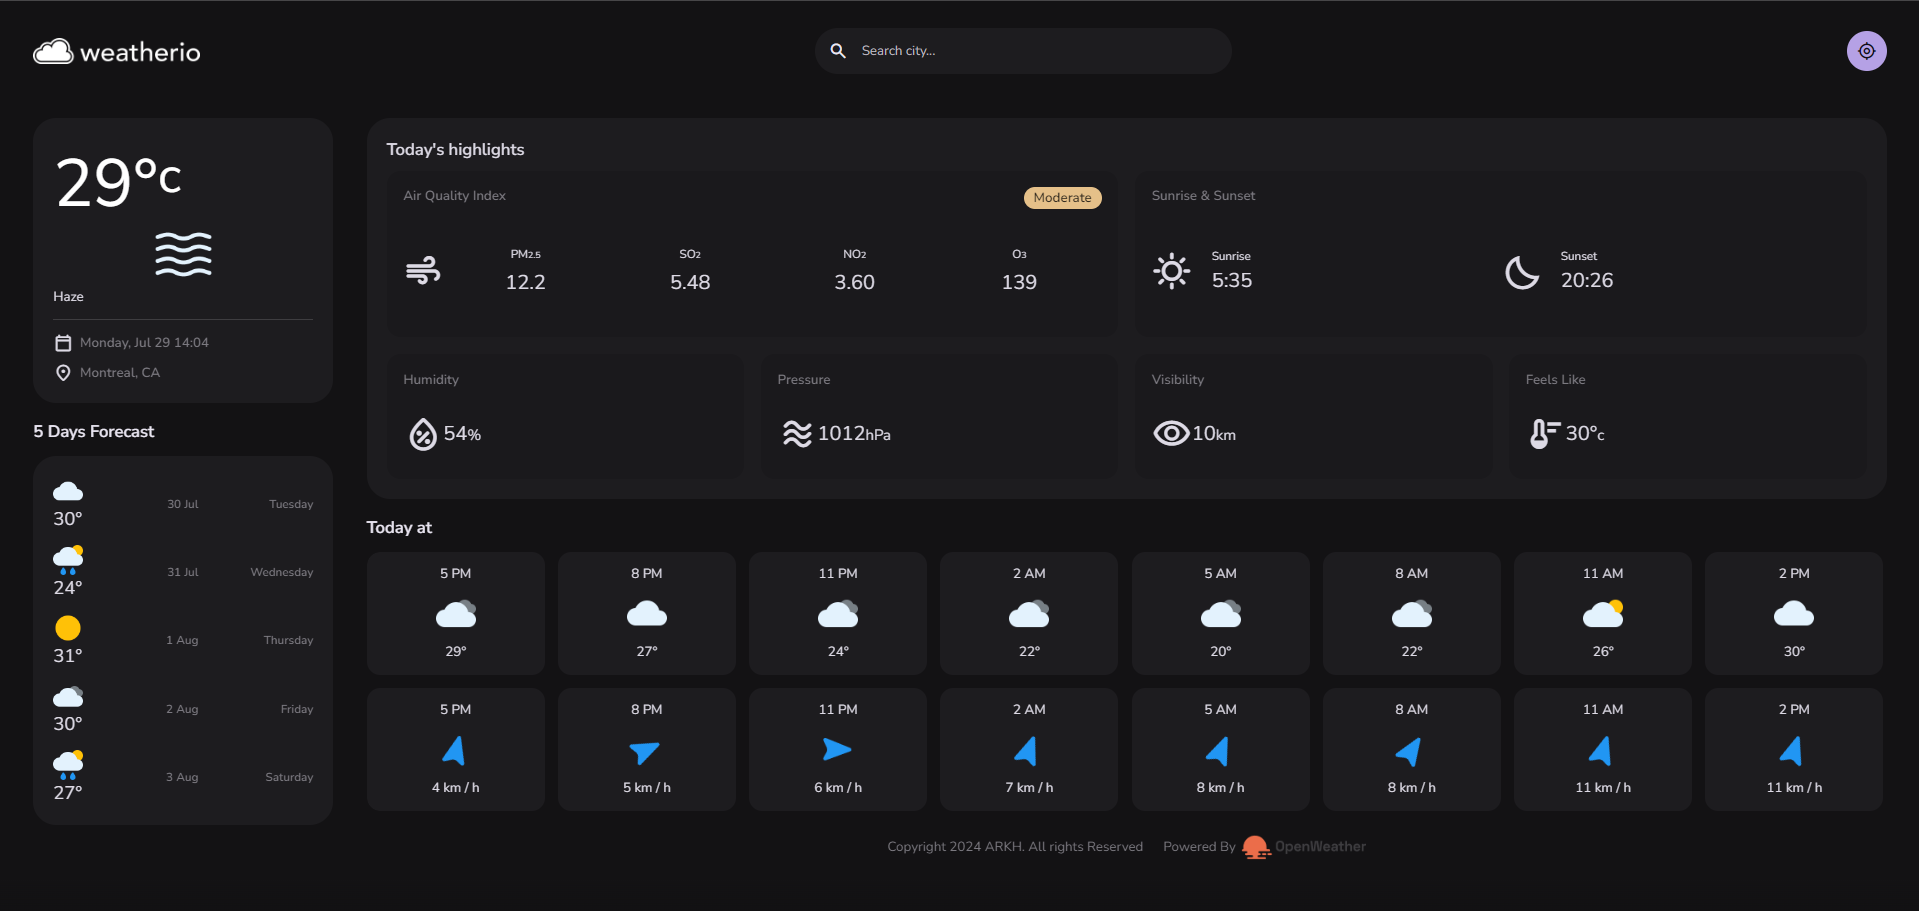 weatherio
Search city...
29°c
Haze
Monday, Jul 29 14:04
Montreal, CA
5 Days Forecast
30°
30 Jul
Tuesday
24°
31 Jul
Wednesday
31°
1 Aug
Thursday
30°
2 Aug
Friday
27°
3 Aug
Saturday
Today's highlights
Air Quality Index
Moderate
PM2.5
12.2
SO2
5.48
NO2
3.60
O3
139
Sunrise & Sunset
Sunrise
5:35
Sunset
20:26
Humidity
54%
Pressure
1012hPa
Visibility
10km
Feels Like
30°c
Today at
5 PM
29°
8 PM
27°
11 PM
24°
2 AM
22°
5 AM
20°
8 AM
22°
11 AM
26°
2 PM
30°
5 PM
4 km / h
8 PM
5 km / h
11 PM
6 km / h
2 AM
7 km / h
5 AM
8 km / h
8 AM
8 km / h
11 AM
11 km / h
2 PM
11 km / h
Copyright 2024 ARKH. All rights Reserved
Powered By OpenWeather